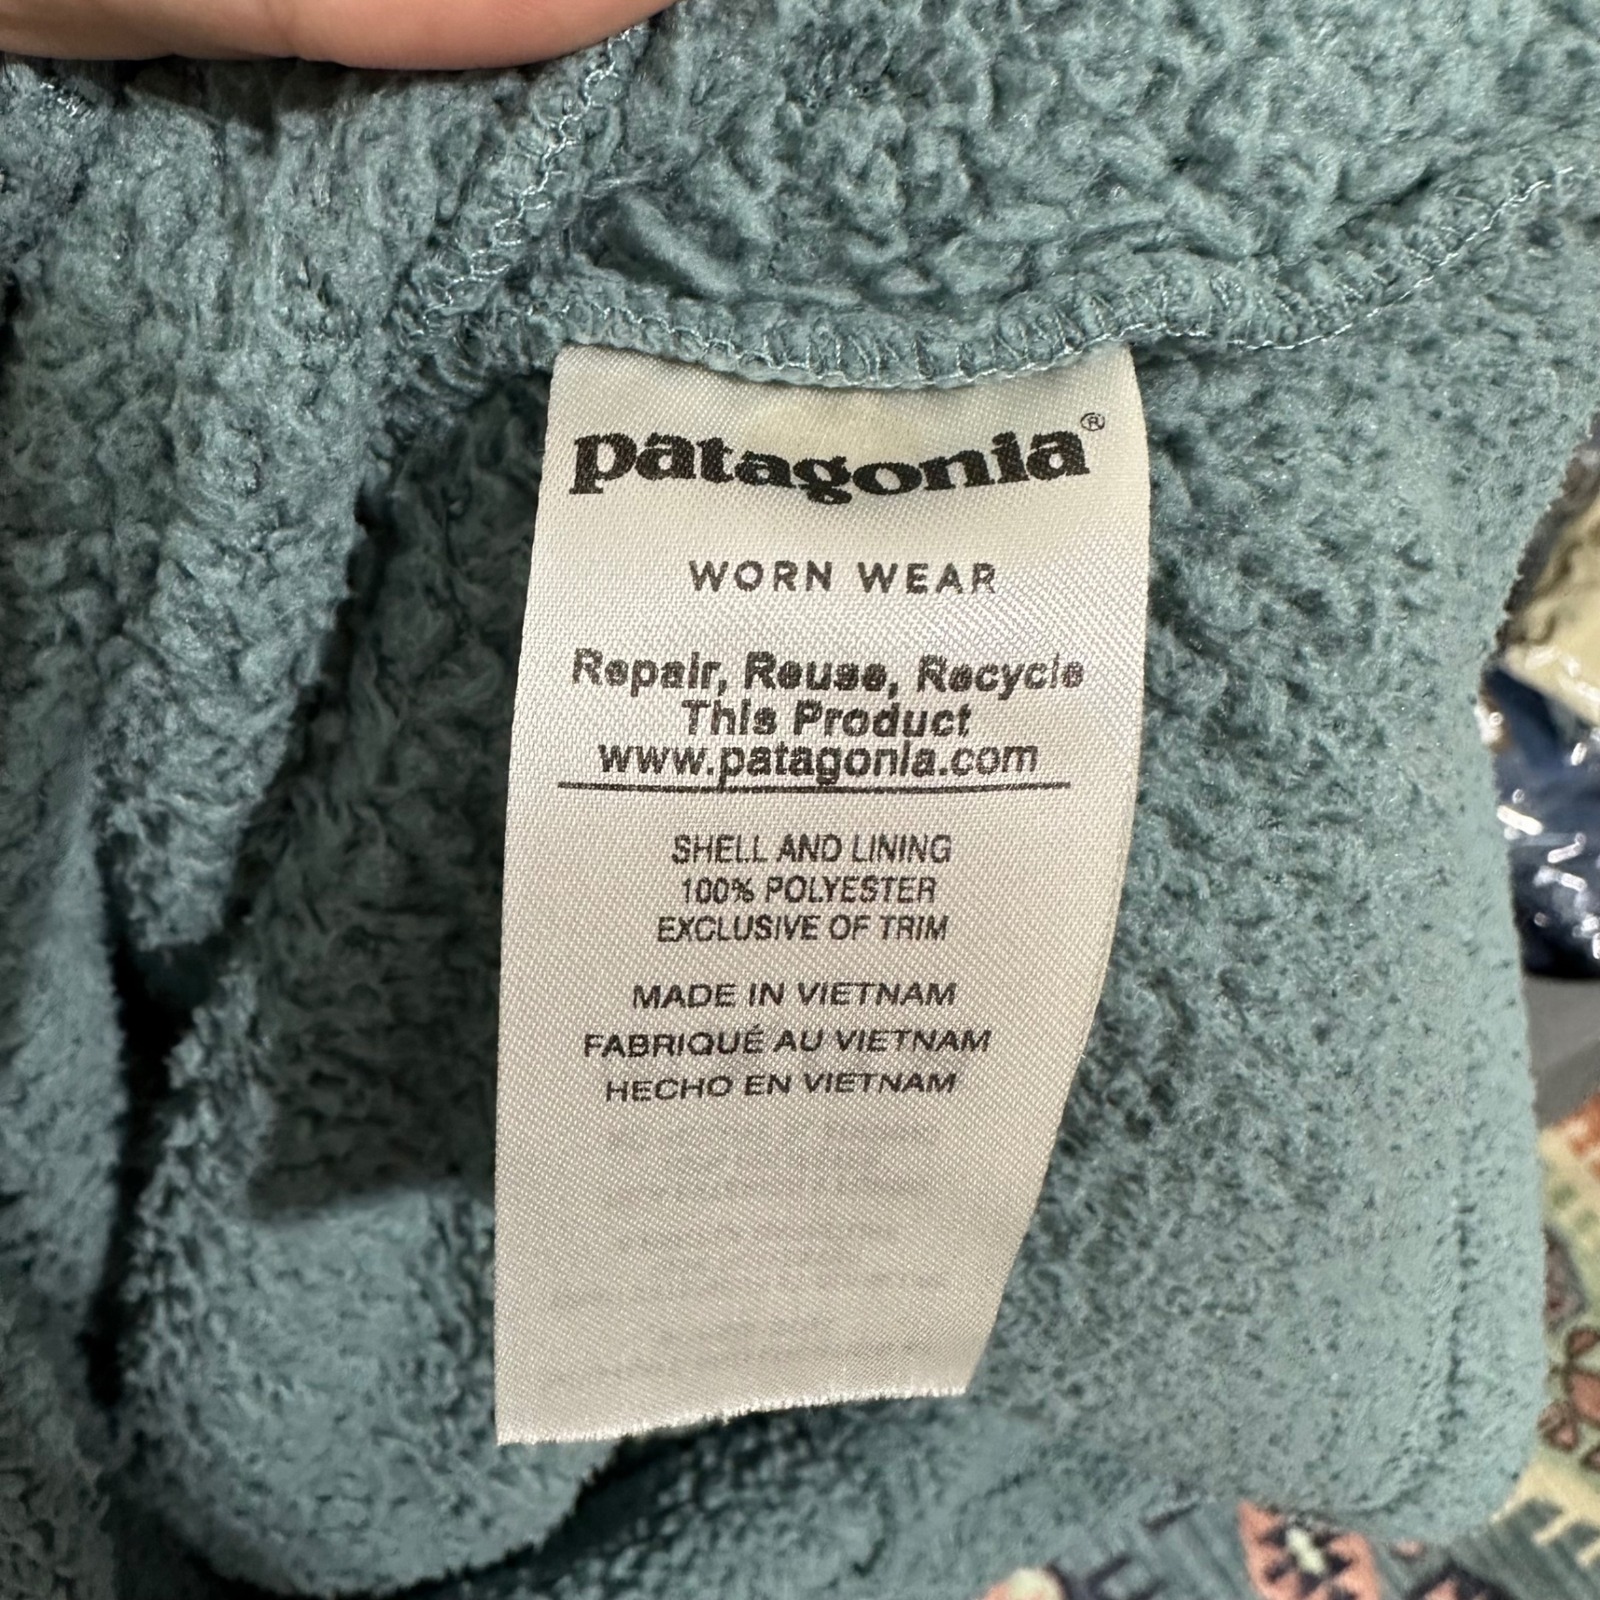 patagonia®
WORN WEAR
Repair, Reuse, Recycle
This Product
www.patagonia.com
SHELL AND LINING
100% POLYESTER
EXCLUSIVE OF TRIM
MADE IN VIETNAM
FABRIQUÉ AU VIETNAM
HECHO EN VIETNAM